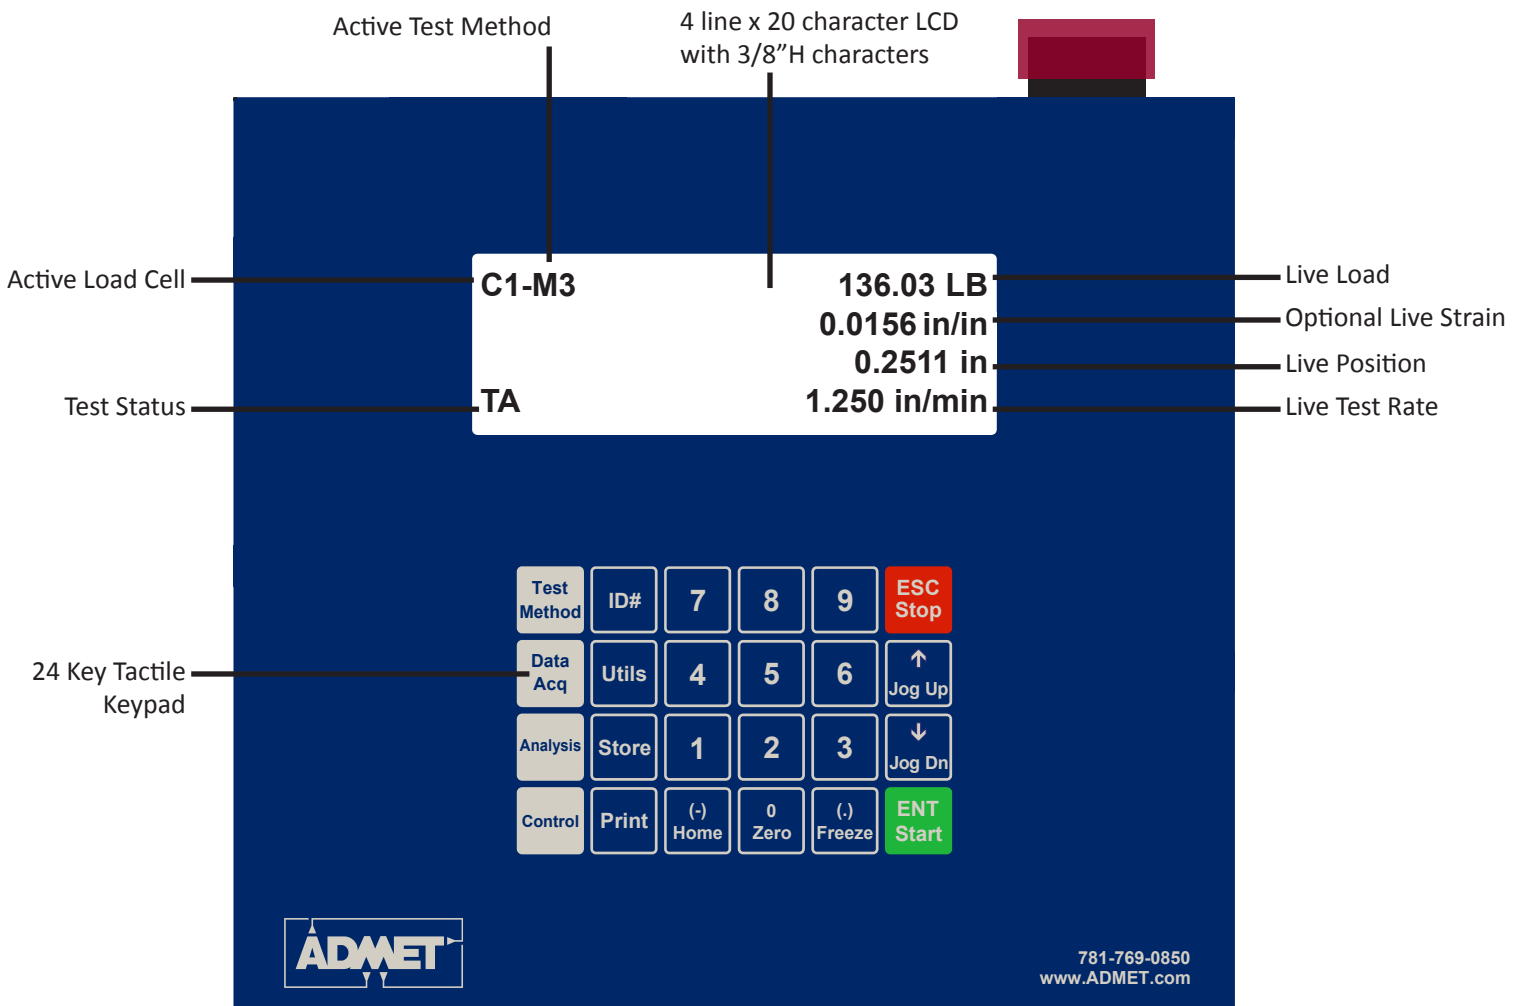 Active Test Method
4 line x 20 character LCD
with 3/8”H characters
Active Load Cell
C1-M3
136.03 LB
Live Load
0.0156 in/in
Optional Live Strain
0.2511 in
Live Position
Test Status
TA
1.250 in/min
Live Test Rate
24 Key Tactile
Keypad
Test
Method
ID#
7
8
9
ESC
Stop
Data
Acq
Utils
4
5
6
↑
Jog Up
Analysis
Store
1
2
3
↓
Jog Dn
Control
Print
(-)
Home
0
Zero
(.)
Freeze
ENT
Start
ADMET
781-769-0850
www.ADMET.com